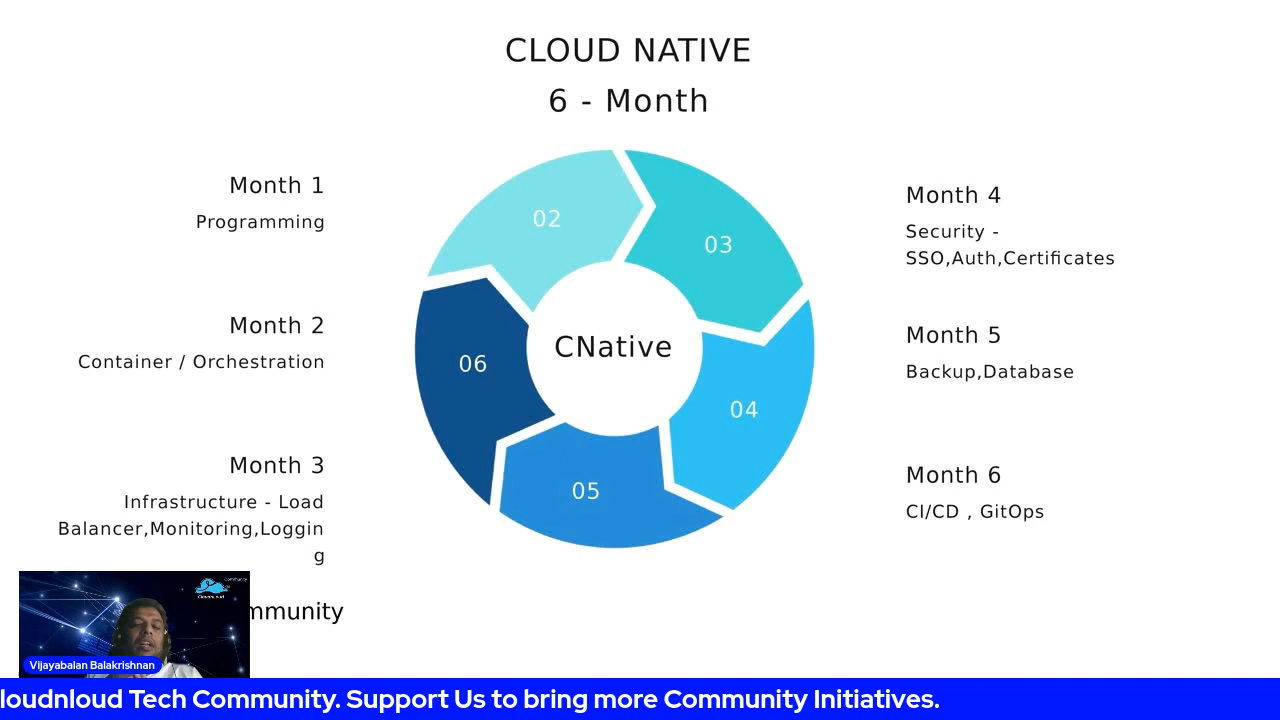 CLOUD NATIVE
6 - Month
Month 1
Programming
Month 2
Container / Orchestration
Month 3
Infrastructure - Load
Balancer,Monitoring,Loggin
g
02
03
04
05
06
CNative
Month 4
Security -
SSO,Auth,Certificates
Month 5
Backup,Database
Month 6
CI/CD , GitOps
Community
Cloudnloud
mmunity
Vijayabalan Balakrishnan
loudnloud Tech Community. Support Us to bring more Community Initiatives.